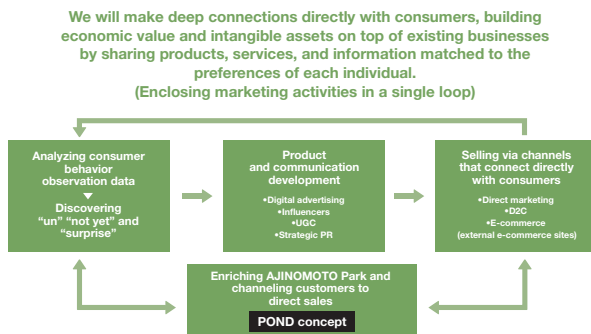 We will make deep connections directly with consumers, building
economic value and intangible assets on top of existing businesses
by sharing products, services, and information matched to the
preferences of each individual.
(Enclosing marketing activities in a single loop)
Analyzing consumer
behavior
observation data
Discovering
“un” “not yet” and
“surprise”
Product
and communication
development
•Digital advertising
•Influencers
•UGC
•Strategic PR
Selling via channels
that connect directly
with consumers
•Direct marketing
•D2C
•E-commerce
(external e-commerce sites)
Enriching AJINOMOTO Park and
channeling customers to
direct sales
POND concept